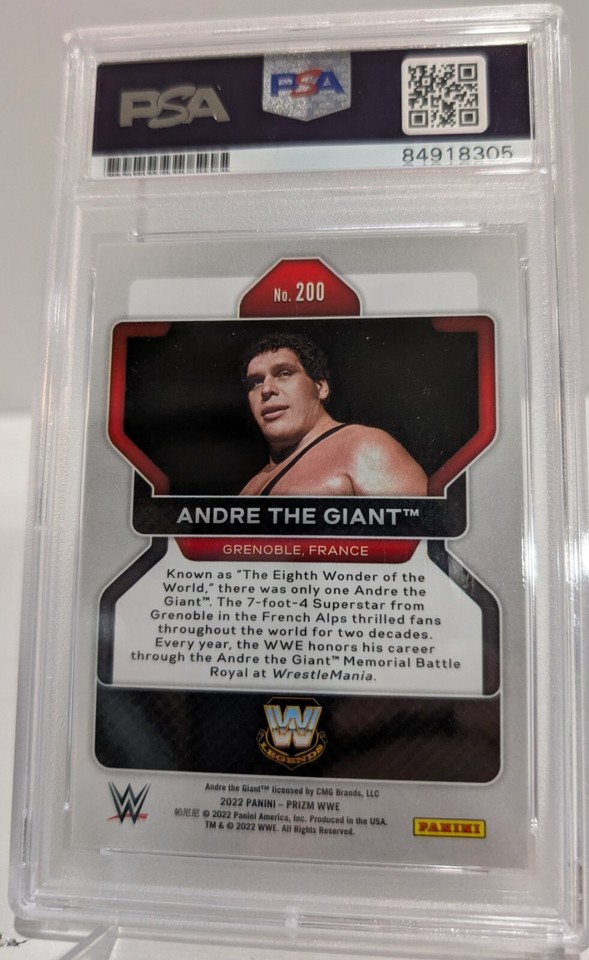 PSA
PSA
84918305
No. 200
ANDRE THE GIANT™
GRENOBLE, FRANCE
Known as "The Eighth Wonder of the
World," there was only one Andre the
Giant™. The 7-foot-4 Superstar from
Grenoble in the French Alps thrilled fans
throughout the world for two decades.
Every year, the WWE honors his career
through the Andre the Giant™ Memorial Battle
Royal at WrestleMania.
W
LEGENDS
Andre the Giant™ licensed by CMG Brands, LLC
2022 PANINI – PRIZM WWE
帕尼尼 © 2022 Panini America, Inc. Produced in the USA.
TM & © 2022 WWE. All Rights Reserved.
W
PANINI